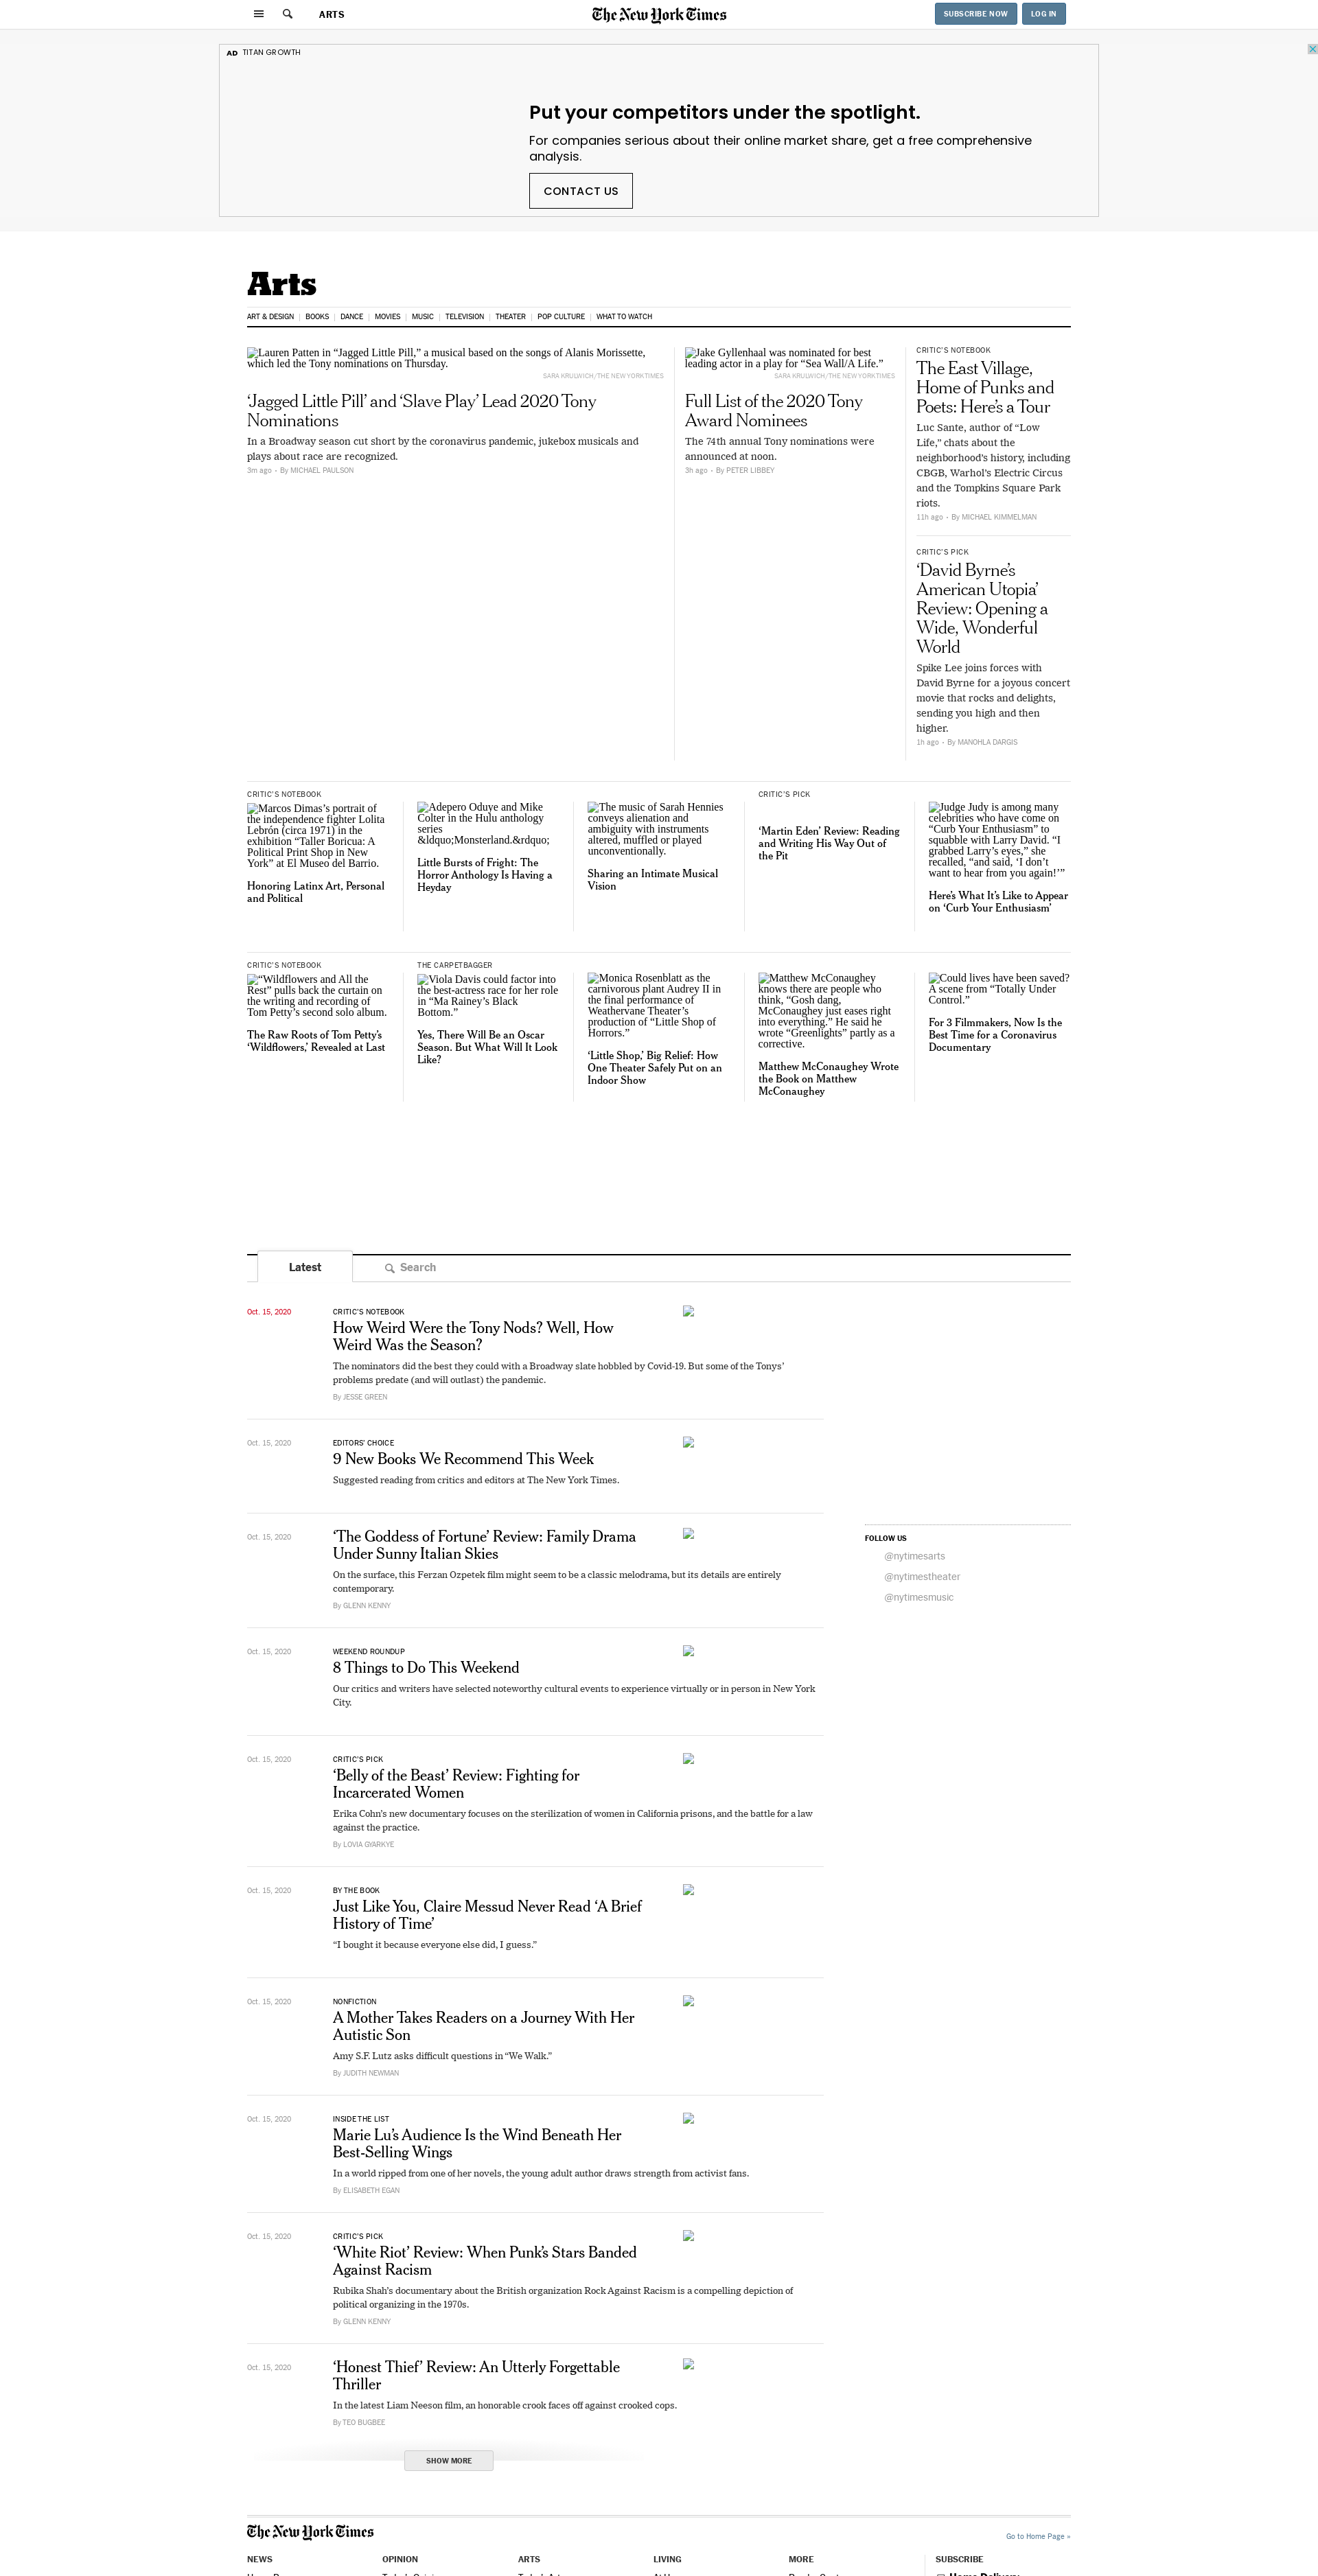 ARTS
The New York Times
SUBSCRIBE NOW
LOG IN
AD TITAN GROWTH
Put your competitors under the spotlight.
For companies serious about their online market share, get a free comprehensive
analysis.
CONTACT US
Arts
ART & DESIGN | BOOKS | DANCE | MOVIES | MUSIC | TELEVISION | THEATER | POP CULTURE | WHAT TO WATCH
Lauren Patten in “Jagged Little Pill,” a musical based on the songs of Alanis Morissette,
which led the Tony nominations on Thursday.
SARA KRULWICH/THE NEW YORK TIMES
‘Jagged Little Pill’ and ‘Slave Play’ Lead 2020 Tony
Nominations
In a Broadway season cut short by the coronavirus pandemic, jukebox musicals and
plays about race are recognized.
3m ago • By MICHAEL PAULSON
Jake Gyllenhaal was nominated for best
leading actor in a play for “Sea Wall/A Life.”
SARA KRULWICH/THE NEW YORK TIMES
Full List of the 2020 Tony
Award Nominees
The 74th annual Tony nominations were
announced at noon.
3h ago • By PETER LIBBEY
CRITIC’S NOTEBOOK
The East Village,
Home of Punks and
Poets: Here’s a Tour
Luc Sante, author of “Low
Life,” chats about the
neighborhood’s history, including
CBGB, Warhol’s Electric Circus
and the Tompkins Square Park
riots.
11h ago • By MICHAEL KIMMELMAN
CRITIC’S PICK
‘David Byrne’s
American Utopia’
Review: Opening a
Wide, Wonderful
World
Spike Lee joins forces with
David Byrne for a joyous concert
movie that rocks and delights,
sending you high and then
higher.
1h ago • By MANOHLA DARGIS
CRITIC’S NOTEBOOK
Marcos Dimas’s portrait of
the independence fighter Lolita
Lebrón (circa 1971) in the
exhibition “Taller Boricua: A
Political Print Shop in New
York” at El Museo del Barrio.
Honoring Latinx Art, Personal
and Political
Adepero Oduye and Mike
Colter in the Hulu anthology
series
&ldquo;Monsterland.&rdquo;
Little Bursts of Fright: The
Horror Anthology Is Having a
Heyday
The music of Sarah Hennies
conveys alienation and
ambiguity with instruments
altered, muffled or played
unconventionally.
Sharing an Intimate Musical
Vision
CRITIC’S PICK
‘Martin Eden’ Review: Reading
and Writing His Way Out of
the Pit
Judge Judy is among many
celebrities who have come on
“Curb Your Enthusiasm” to
squabble with Larry David. “I
grabbed Larry’s eyes,” she
recalled, “and said, ‘I don’t
want to hear from you again!’”
Here’s What It’s Like to Appear
on ‘Curb Your Enthusiasm’
CRITIC’S NOTEBOOK
“Wildflowers and All the
Rest” pulls back the curtain on
the writing and recording of
Tom Petty’s second solo album.
The Raw Roots of Tom Petty’s
‘Wildflowers,’ Revealed at Last
THE CARPETBAGGER
Viola Davis could factor into
the best-actress race for her role
in “Ma Rainey’s Black
Bottom.”
Yes, There Will Be an Oscar
Season. But What Will It Look
Like?
Monica Rosenblatt as the
carnivorous plant Audrey II in
the final performance of
Weathervane Theater’s
production of “Little Shop of
Horrors.”
‘Little Shop,’ Big Relief: How
One Theater Safely Put on an
Indoor Show
Matthew McConaughey
knows there are people who
think, “Gosh dang,
McConaughey just eases right
into everything.” He said he
wrote “Greenlights” partly as a
corrective.
Matthew McConaughey Wrote
the Book on Matthew
McConaughey
Could lives have been saved?
A scene from “Totally Under
Control.”
For 3 Filmmakers, Now Is the
Best Time for a Coronavirus
Documentary
Latest
Search
Oct. 15, 2020
CRITIC’S NOTEBOOK
How Weird Were the Tony Nods? Well, How
Weird Was the Season?
The nominators did the best they could with a Broadway slate hobbled by Covid-19. But some of the Tonys’
problems predate (and will outlast) the pandemic.
By JESSE GREEN
Oct. 15, 2020
EDITORS’ CHOICE
9 New Books We Recommend This Week
Suggested reading from critics and editors at The New York Times.
Oct. 15, 2020
‘The Goddess of Fortune’ Review: Family Drama
Under Sunny Italian Skies
On the surface, this Ferzan Ozpetek film might seem to be a classic melodrama, but its details are entirely
contemporary.
By GLENN KENNY
FOLLOW US
@nytimesarts
@nytimestheater
@nytimesmusic
Oct. 15, 2020
WEEKEND ROUNDUP
8 Things to Do This Weekend
Our critics and writers have selected noteworthy cultural events to experience virtually or in person in New York
City.
Oct. 15, 2020
CRITIC’S PICK
‘Belly of the Beast’ Review: Fighting for
Incarcerated Women
Erika Cohn’s new documentary focuses on the sterilization of women in California prisons, and the battle for a law
against the practice.
By LOVIA GYARKYE
Oct. 15, 2020
BY THE BOOK
Just Like You, Claire Messud Never Read ‘A Brief
History of Time’
“I bought it because everyone else did, I guess.”
Oct. 15, 2020
NONFICTION
A Mother Takes Readers on a Journey With Her
Autistic Son
Amy S.F. Lutz asks difficult questions in “We Walk.”
By JUDITH NEWMAN
Oct. 15, 2020
INSIDE THE LIST
Marie Lu’s Audience Is the Wind Beneath Her
Best-Selling Wings
In a world ripped from one of her novels, the young adult author draws strength from activist fans.
By ELISABETH EGAN
Oct. 15, 2020
CRITIC’S PICK
‘White Riot’ Review: When Punk’s Stars Banded
Against Racism
Rubika Shah’s documentary about the British organization Rock Against Racism is a compelling depiction of
political organizing in the 1970s.
By GLENN KENNY
Oct. 15, 2020
‘Honest Thief’ Review: An Utterly Forgettable
Thriller
In the latest Liam Neeson film, an honorable crook faces off against crooked cops.
By TEO BUGBEE
SHOW MORE
The New York Times
Go to Home Page »
NEWS
OPINION
ARTS
LIVING
MORE
SUBSCRIBE